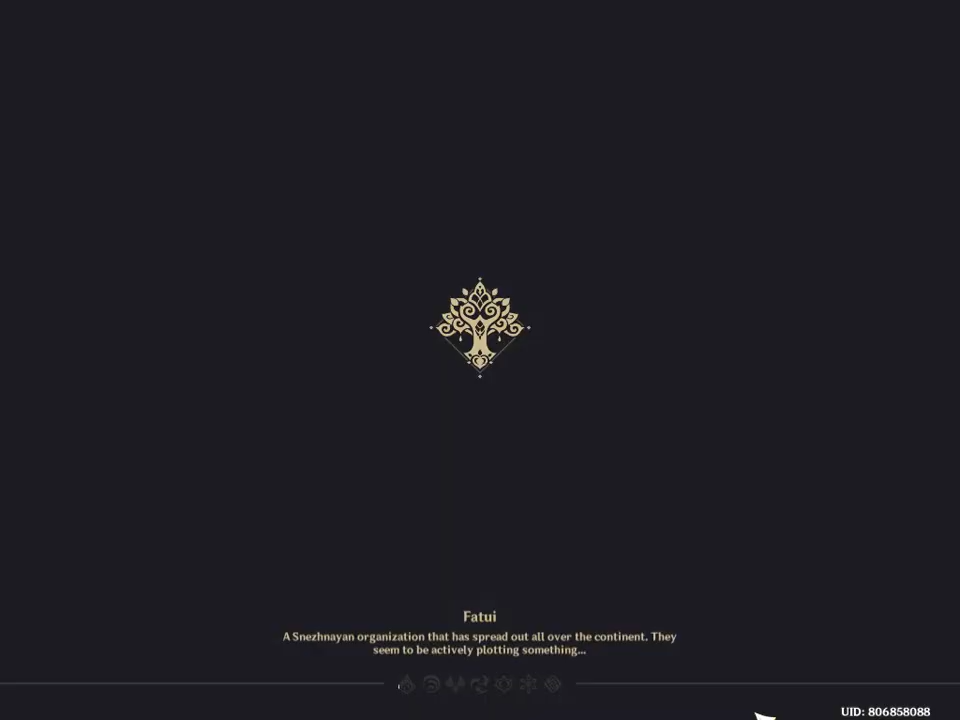 Fatui
A Snezhnayan organization that has spread out all over the continent. They
seem to be actively plotting something...
UID: 806858088